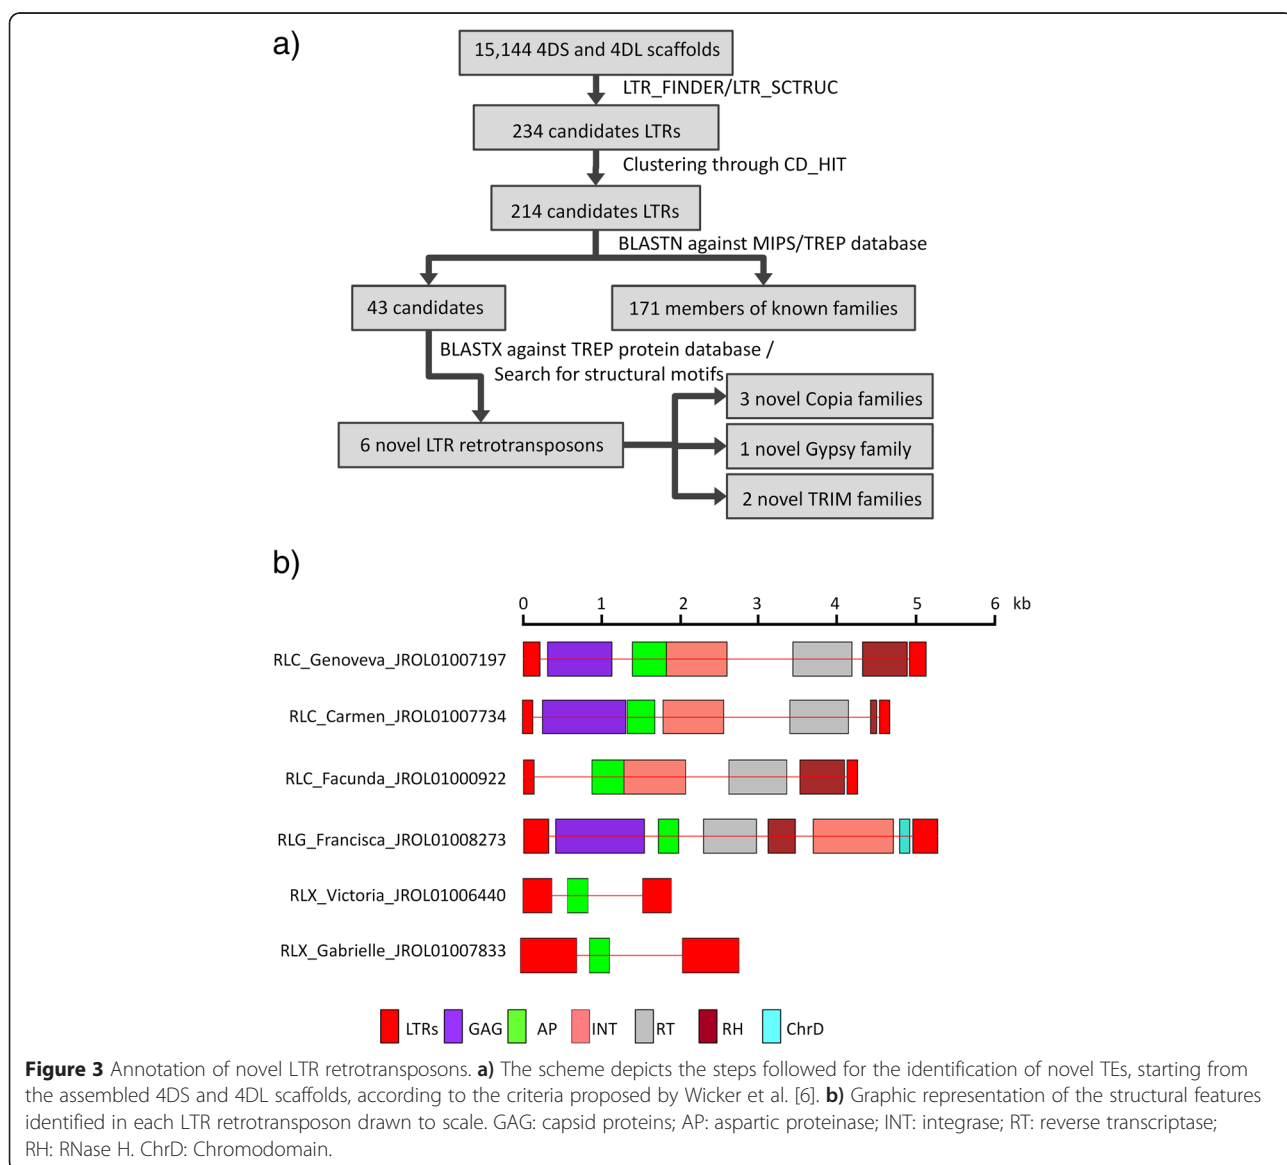 a)
15,144 4DS and 4DL scaffolds
LTR_FINDER/LTR_SCTRUC
234 candidates LTRs
Clustering through CD_HIT
214 candidates LTRs
BLASTN against MIPS/TREP database
43 candidates
171 members of known families
BLASTX against TREP protein database /
Search for structural motifs
3 novel Copia families
6 novel LTR retrotransposons
1 novel Gypsy family
2 novel TRIM families
b)
0 1 2 3 4 5 6 kb
RLC_Genoveva_JROL01007197
RLC_Carmen_JROL01007734
RLC_Facunda_JROL01000922
RLG_Francisca_JROL01008273
RLX_Victoria_JROL01006440
RLX_Gabrielle_JROL01007833
LTRs GAG AP INT RT RH ChrD
Figure 3 Annotation of novel LTR retrotransposons. a) The scheme depicts the steps followed for the identification of novel TEs, starting from
the assembled 4DS and 4DL scaffolds, according to the criteria proposed by Wicker et al. [6]. b) Graphic representation of the structural features
identified in each LTR retrotransposon drawn to scale. GAG: capsid proteins; AP: aspartic proteinase; INT: integrase; RT: reverse transcriptase;
RH: RNase H. ChrD: Chromodomain.